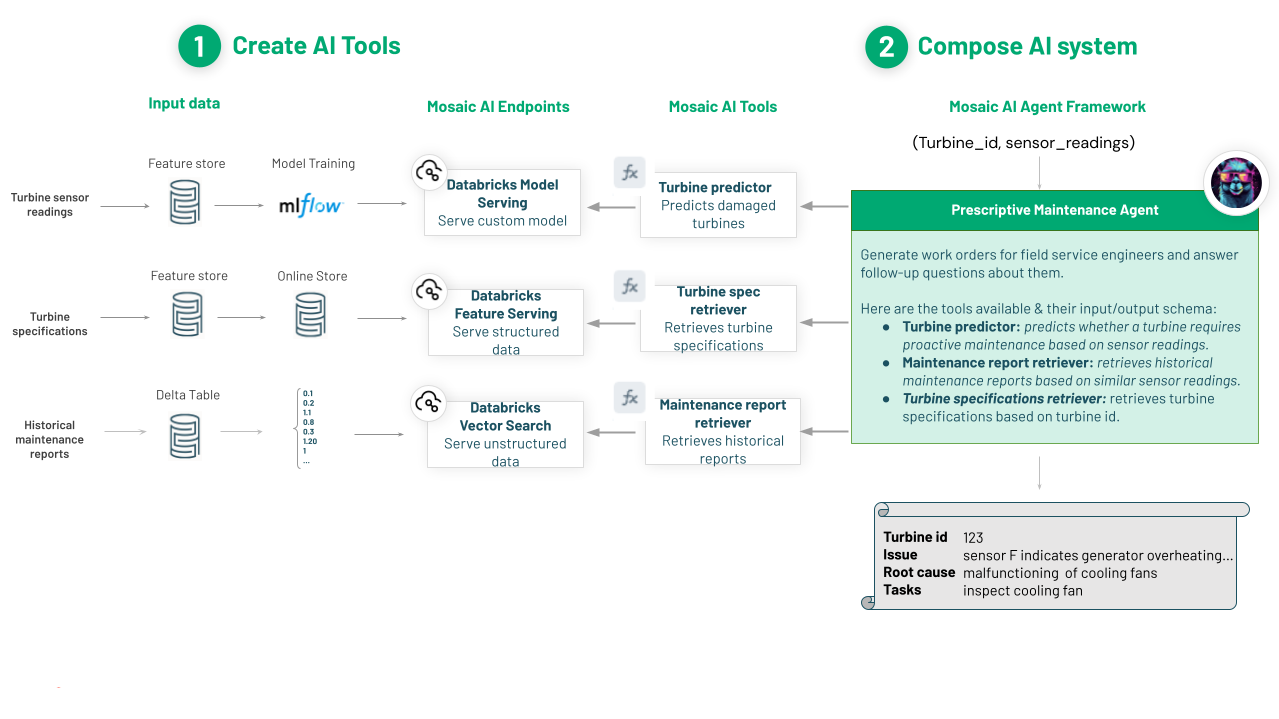 1 Create AI Tools
2 Compose AI system
Input data
Mosaic AI Endpoints
Mosaic AI Tools
Mosaic AI Agent Framework
(Turbine_id, sensor_readings)
Turbine sensor
readings
Feature store
Model Training
mlflow
Databricks Model
Serving
Serve custom model
fx
Turbine predictor
Predicts damaged
turbines
Turbine
specifications
Feature store
Online Store
Databricks
Feature Serving
Serve structured
data
fx
Turbine spec
retriever
Retrieves turbine
specifications
Historical
maintenance
reports
Delta Table
0.1
0.2
1.1
0.8
0.3
1.20
1
...
Databricks
Vector Search
Serve unstructured
data
fx
Maintenance report
retriever
Retrieves historical
reports
Prescriptive Maintenance Agent
Generate work orders for field service engineers and answer
follow-up questions about them.
Here are the tools available & their input/output schema:
● Turbine predictor: predicts whether a turbine requires
proactive maintenance based on sensor readings.
● Maintenance report retriever: retrieves historical
maintenance reports based on similar sensor readings.
● Turbine specifications retriever: retrieves turbine
specifications based on turbine id.
Turbine id 123
Issue sensor F indicates generator overheating...
Root cause malfunctioning of cooling fans
Tasks inspect cooling fan